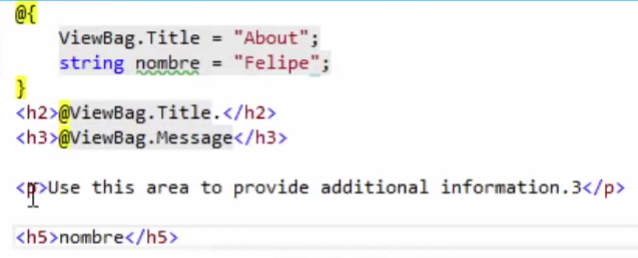 @{
ViewBag.Title = "About";
string nombre = "Felipe";
}
<h2>@ViewBag.Title.</h2>
<h3>@ViewBag.Message</h3>
<p>Use this area to provide additional information.3</p>
<h5>nombre</h5>